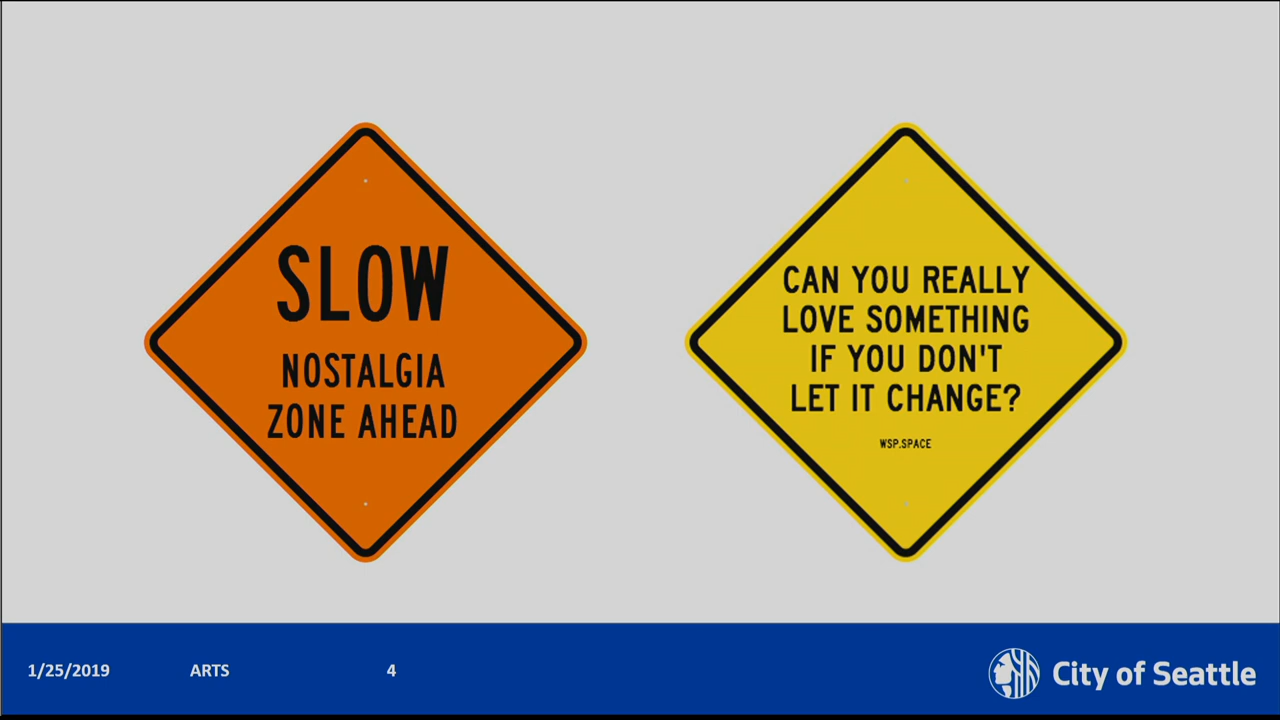 SLOW
NOSTALGIA
ZONE AHEAD
CAN YOU REALLY
LOVE SOMETHING
IF YOU DON'T
LET IT CHANGE?
WSP.SPACE
1/25/2019 ARTS 4 City of Seattle